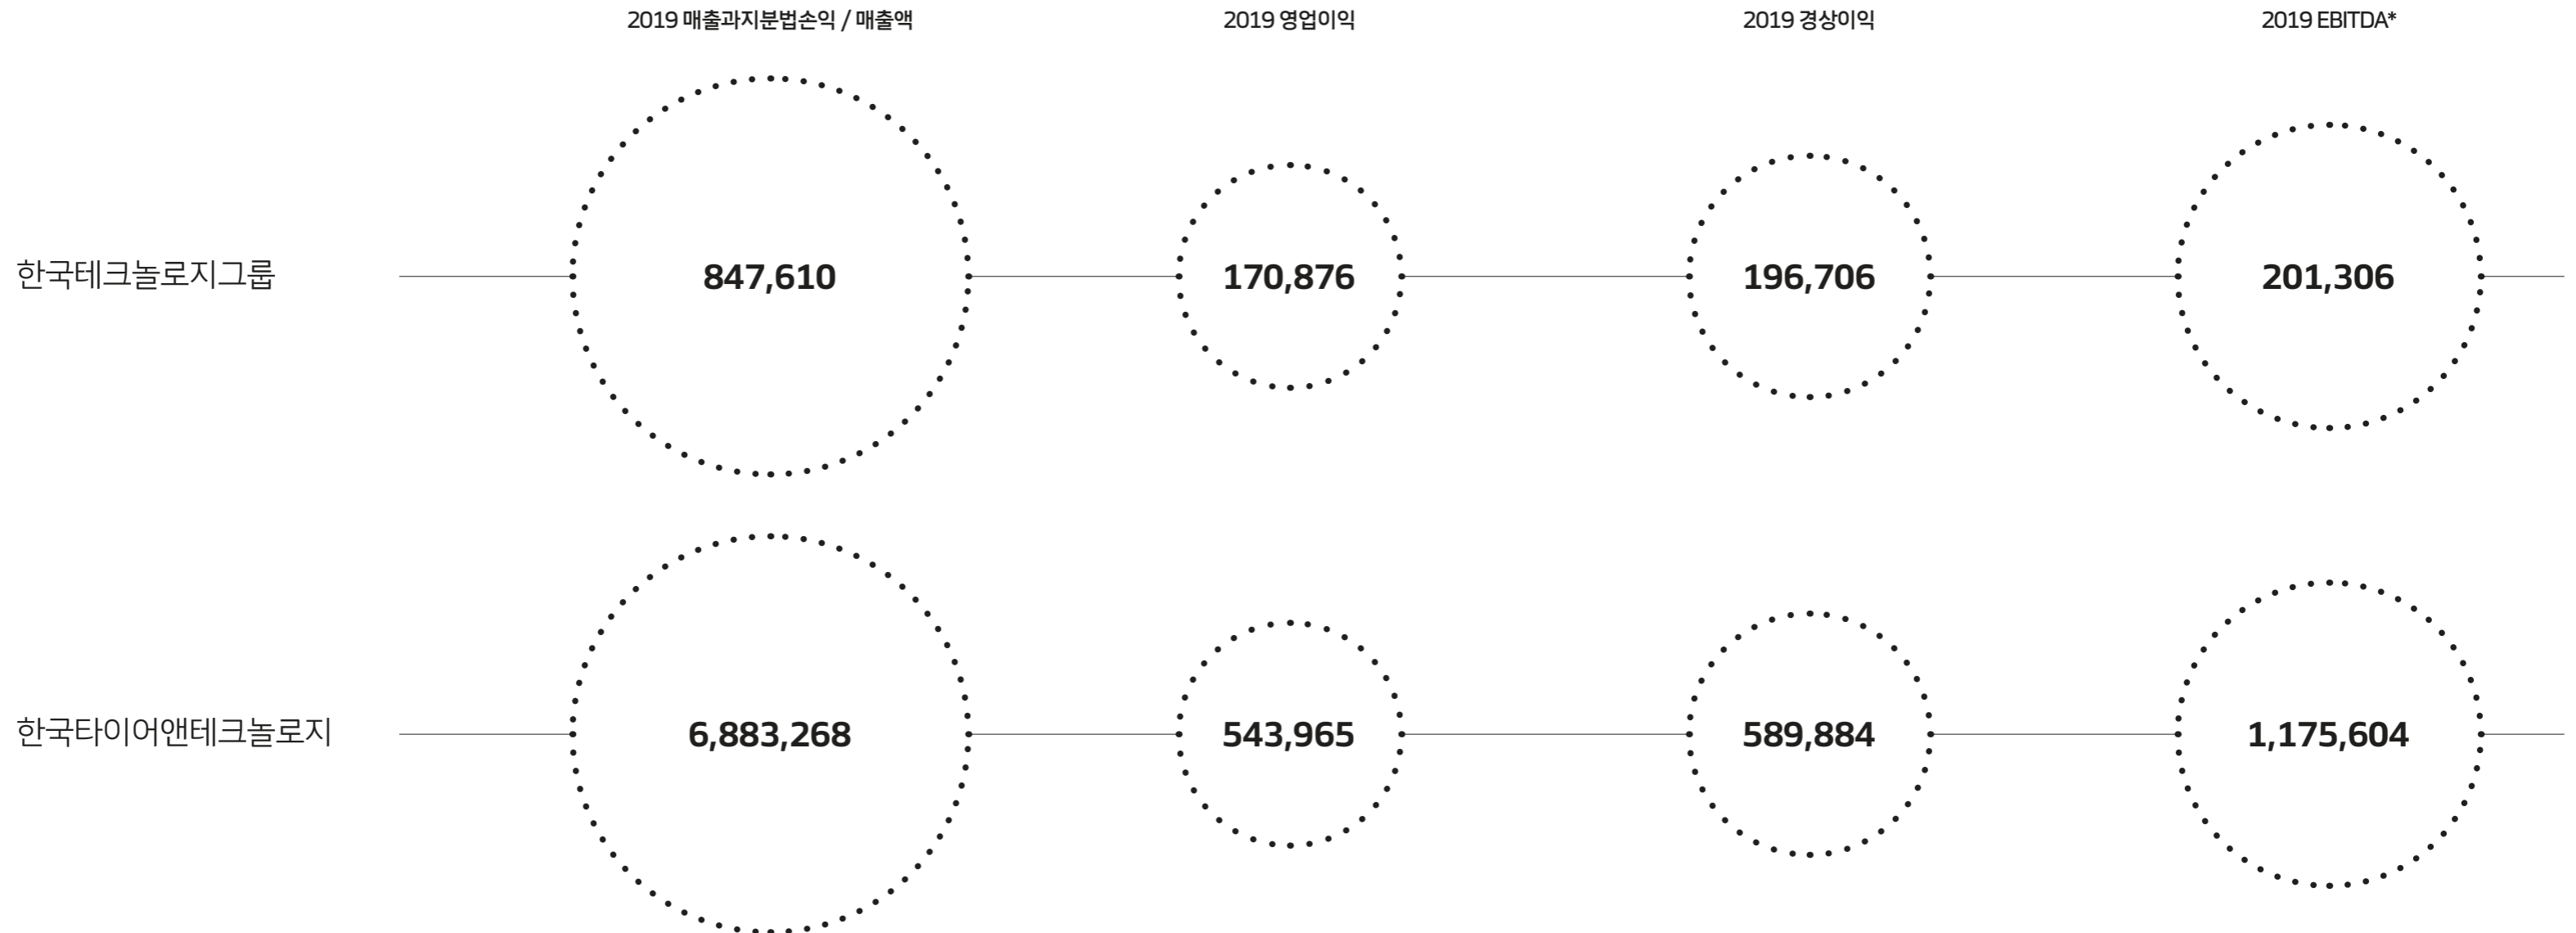 2019 매출과지분법손익 / 매출액
2019 영업이익
2019 경상이익
2019 EBITDA*
한국테크놀로지그룹
847,610
170,876
196,706
201,306
한국타이어앤테크놀로지
6,883,268
543,965
589,884
1,175,604